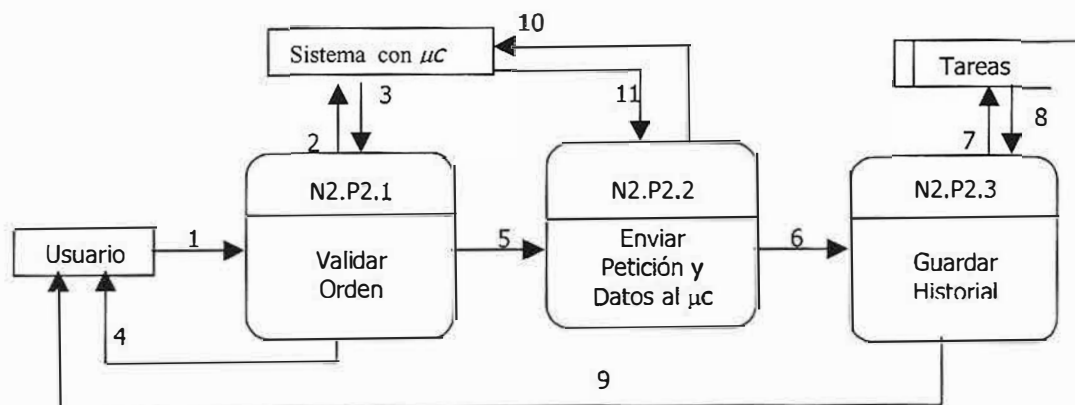 10
Sistema con µC
Tareas
3
11
8
2
7
N2.P2.1
N2.P2.2
N2.P2.3
1
5
6
Usuario
Validar
Orden
Enviar
Petición y
Datos al µC
Guardar
Historial
4
9